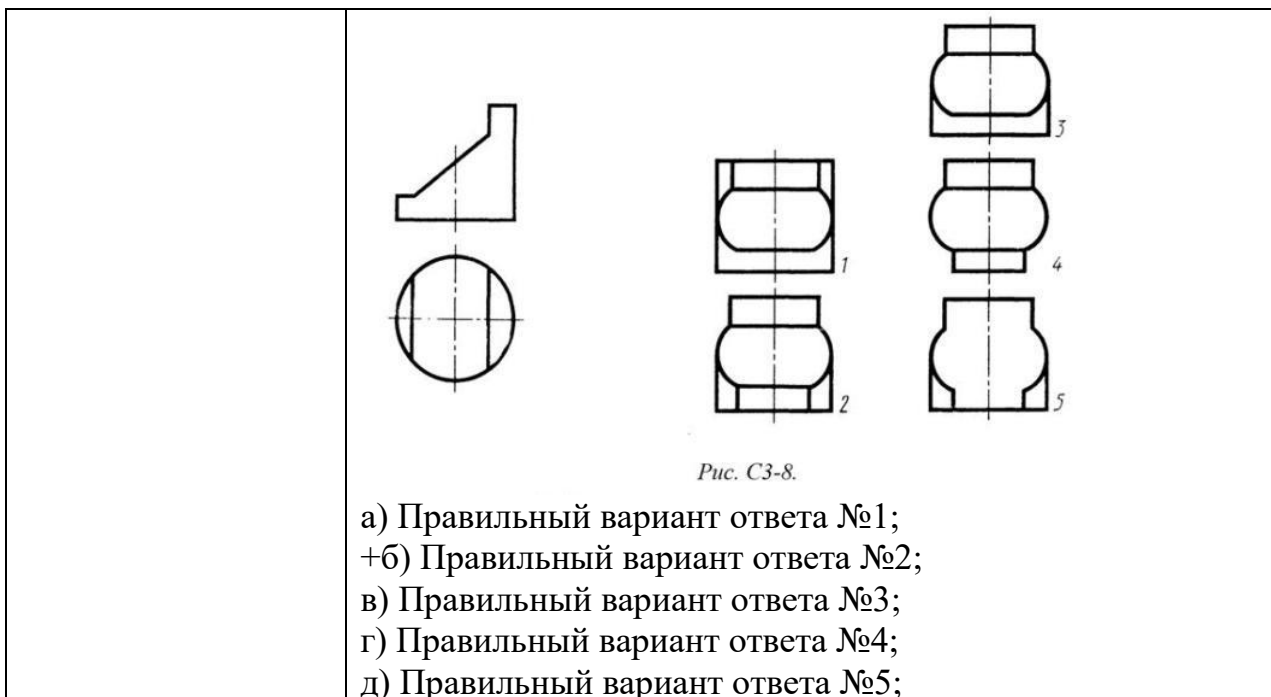 3
1
4
2
5
Рис. С3-8.
а) Правильный вариант ответа №1;
+б) Правильный вариант ответа №2;
в) Правильный вариант ответа №3;
г) Правильный вариант ответа №4;
д) Правильный вариант ответа №5;